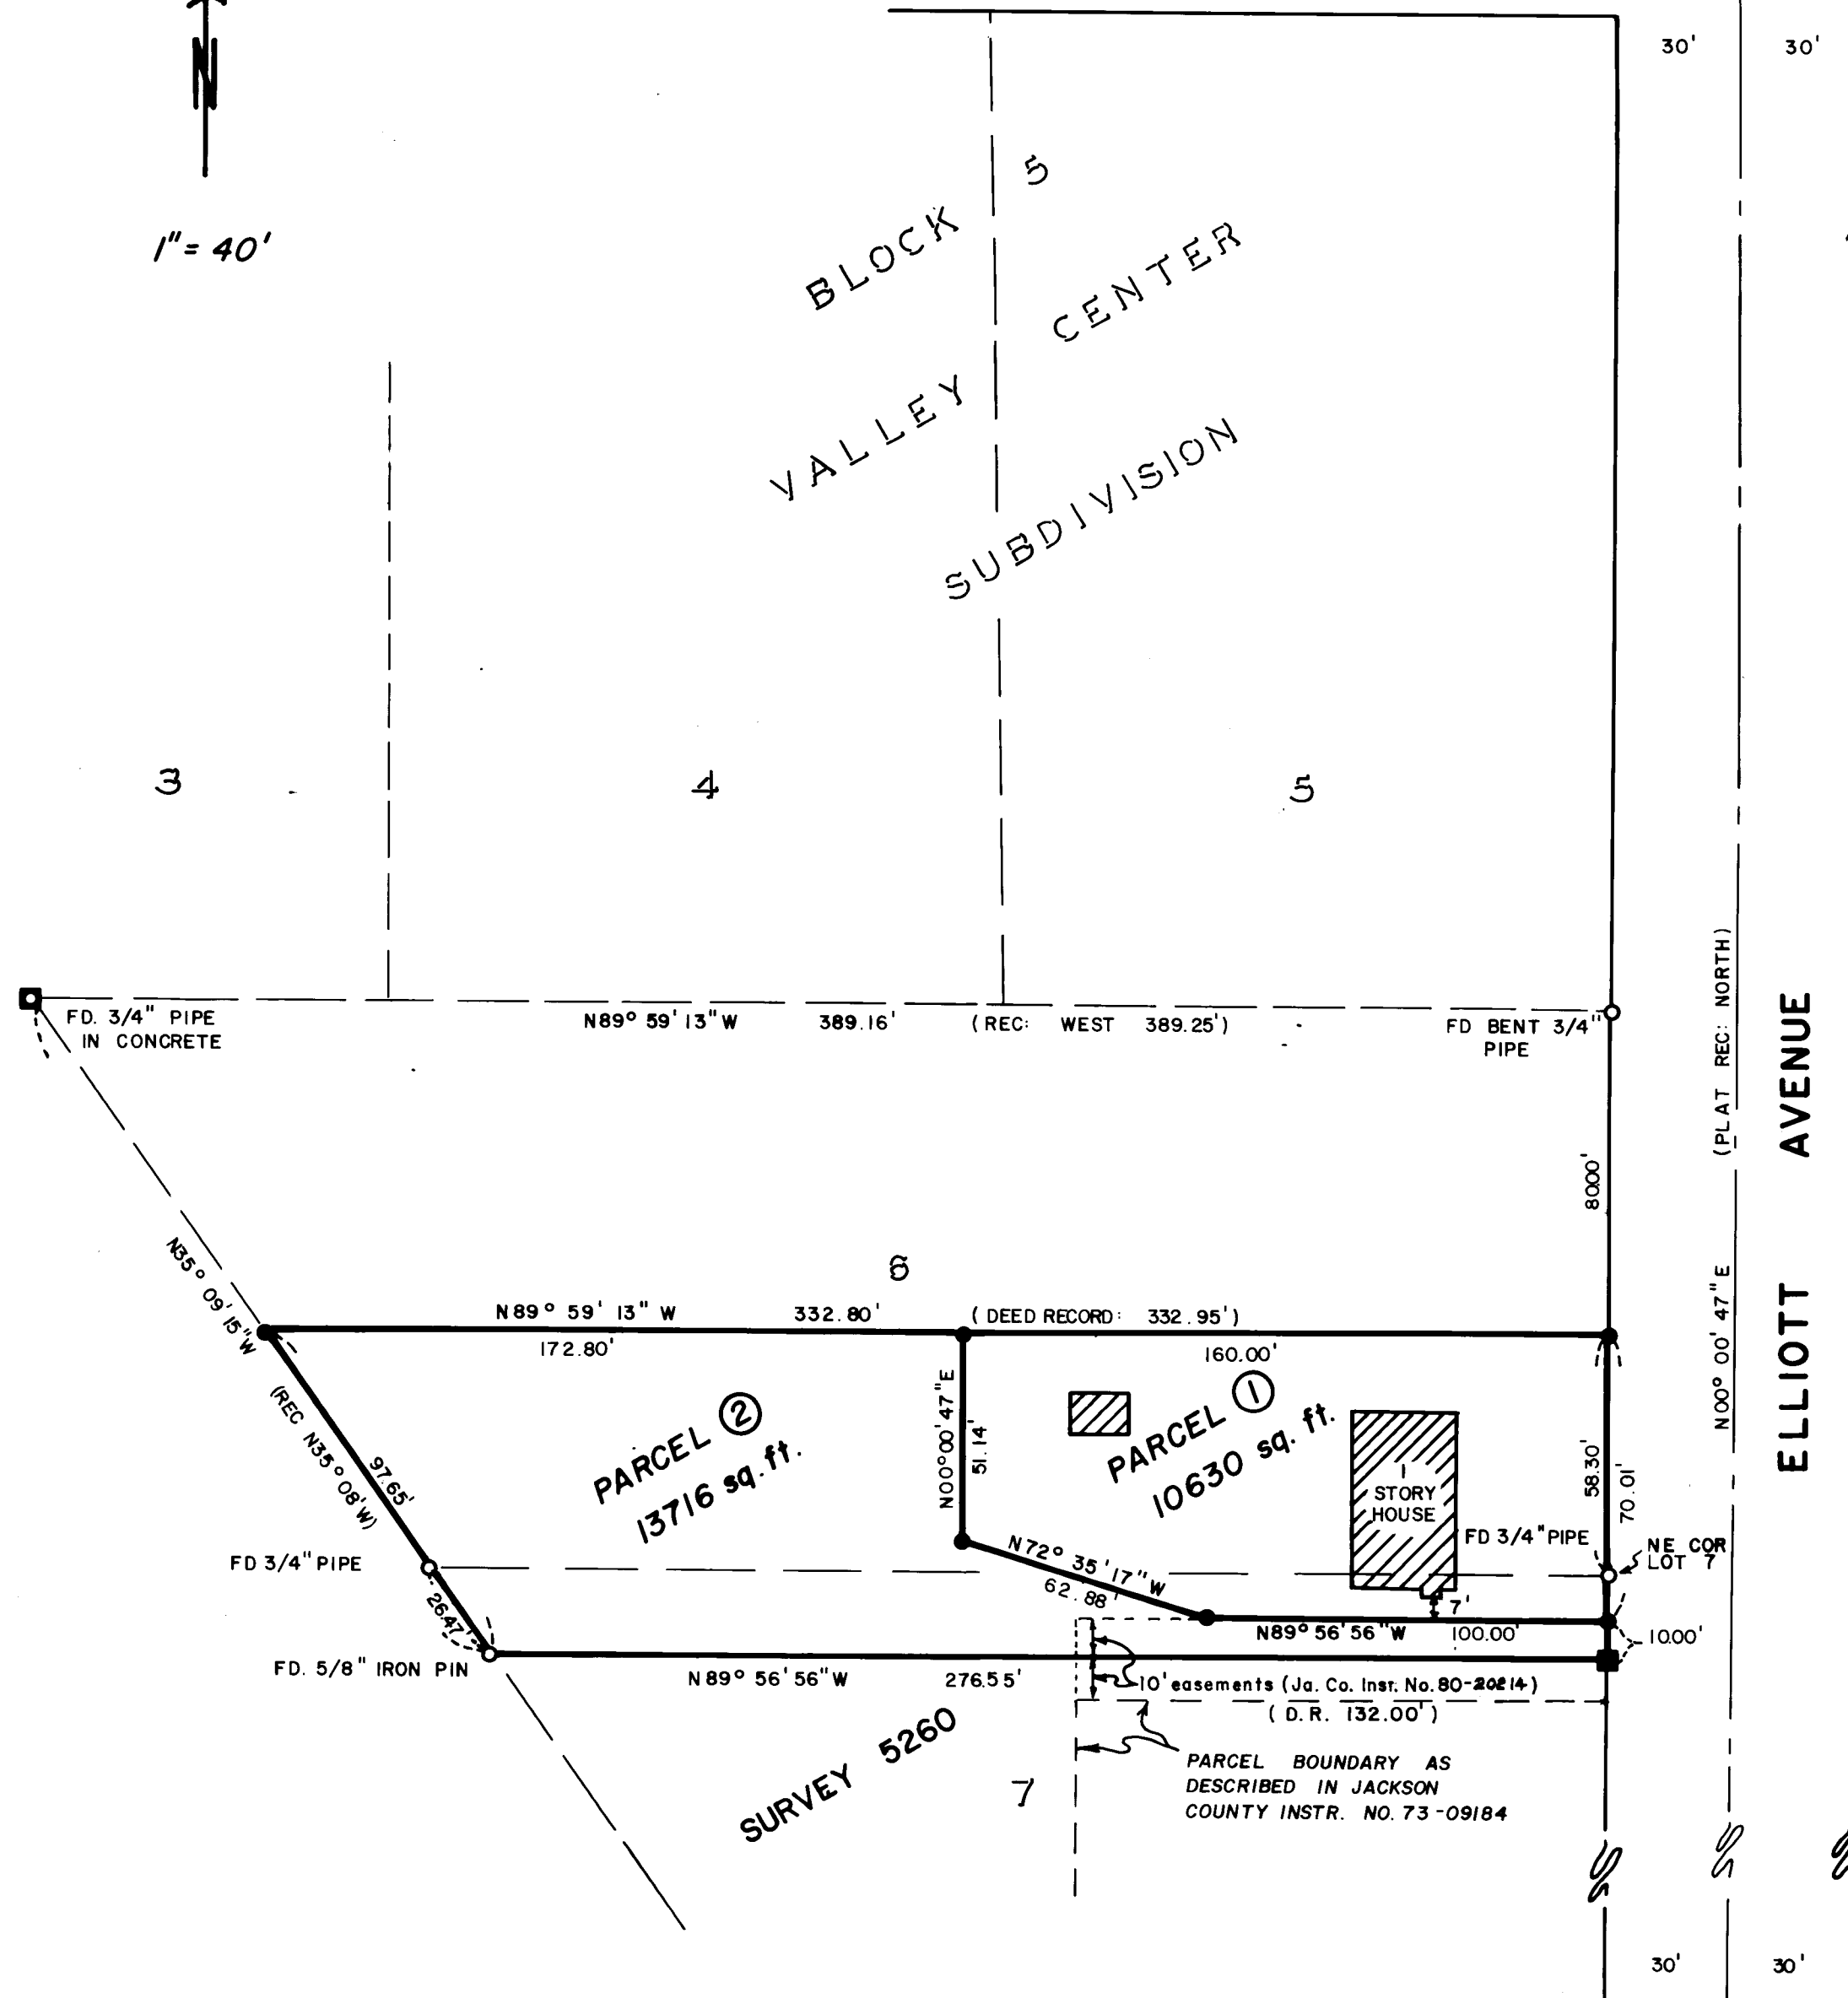 N
1" = 40'
30'
30'
BLOCK 5
VALLEY CENTER
SUBDIVISION
3
4
5
FD. 3/4" PIPE
IN CONCRETE
N89° 59' 13" W 389.16' (REC: WEST 389.25')
FD BENT 3/4"
PIPE
(PLAT REC: NORTH)
N00° 00' 47" E
ELLIOTT AVENUE
80.00'
6
N35° 09' 15" W
(REC N35° 08' W)
N89° 59' 13" W 332.80' (DEED RECORD: 332.95')
172.80'
160.00'
97.65'
PARCEL 2
13716 sq. ft.
N00° 00' 47" E
51.14'
PARCEL 1
10630 sq. ft.
1
STORY
HOUSE
58.30'
70.01'
FD 3/4" PIPE
FD 3/4" PIPE
NE COR
LOT 7
N72° 35' 17" W
62.88'
26.47'
7'
N89° 56' 56" W 100.00'
10.00'
FD. 5/8" IRON PIN
N89° 56' 56" W 276.55'
10' easements (Ja. Co. Inst. No. 80-20214)
(D.R. 132.00')
SURVEY 5260
7
PARCEL BOUNDARY AS
DESCRIBED IN JACKSON
COUNTY INSTR. NO. 73-09184
30'
30'